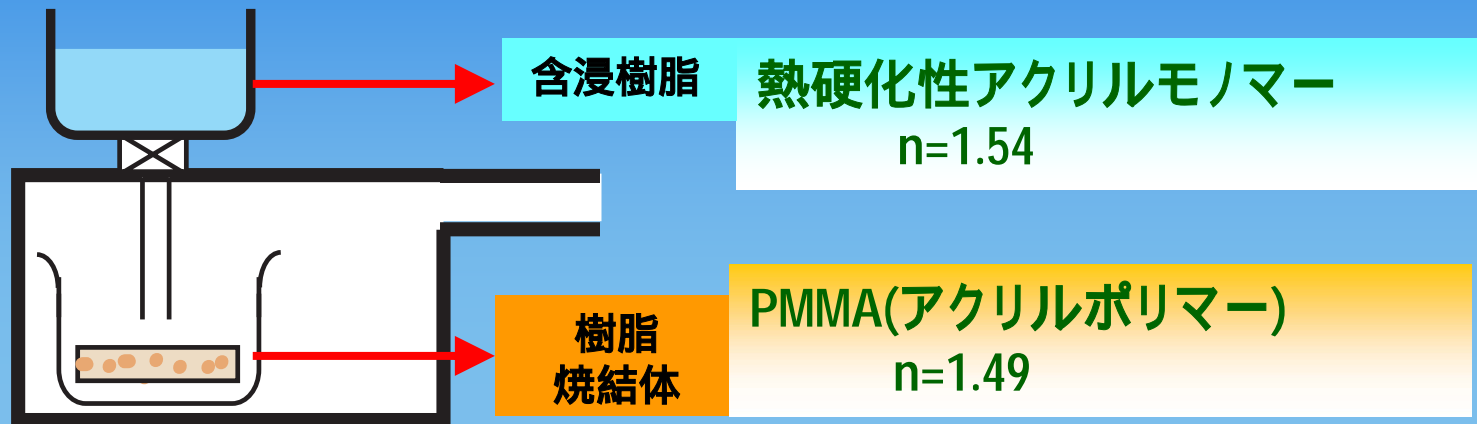 含浸樹脂
熱硬化性アクリルモノマー
n=1.54
樹脂
焼結体
PMMA(アクリルポリマー)
n=1.49